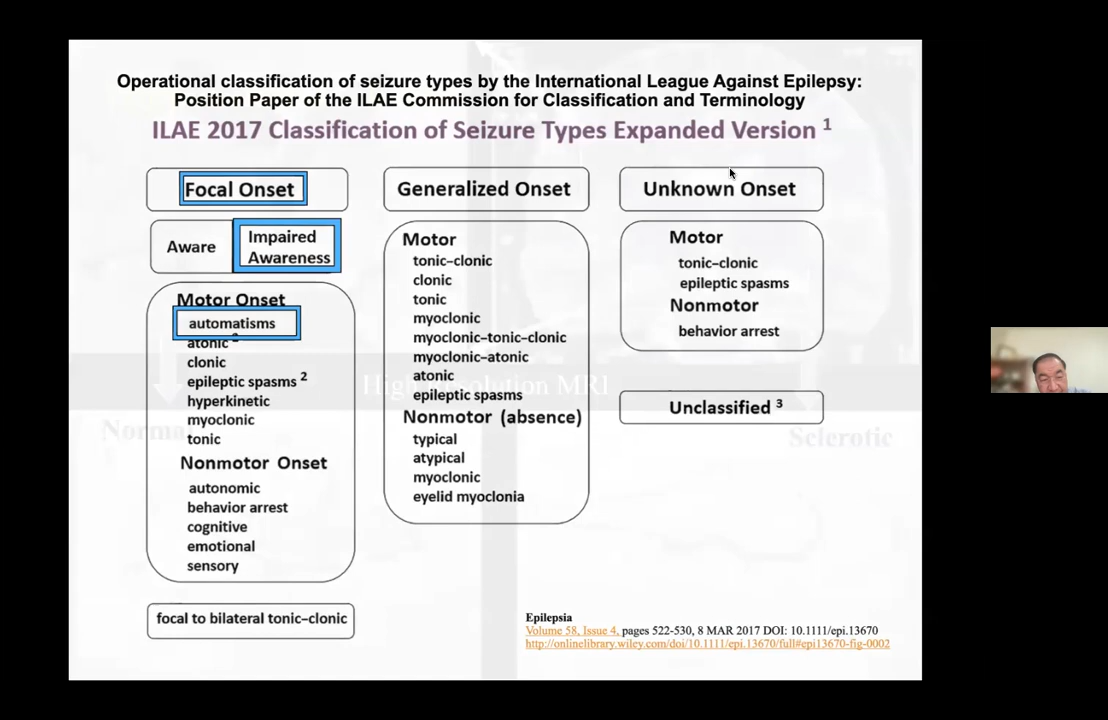 Operational classification of seizure types by the International League Against Epilepsy:
Position Paper of the ILAE Commission for Classification and Terminology
ILAE 2017 Classification of Seizure Types Expanded Version 1
Focal Onset
Aware
Impaired
Awareness
Motor Onset
automatisms
atonic 2
clonic
epileptic spasms 2
hyperkinetic
myoclonic
tonic
Nonmotor Onset
autonomic
behavior arrest
cognitive
emotional
sensory
focal to bilateral tonic–clonic
Generalized Onset
Motor
tonic–clonic
clonic
tonic
myoclonic
myoclonic–tonic–clonic
myoclonic–atonic
atonic
epileptic spasms
Nonmotor (absence)
typical
atypical
myoclonic
eyelid myoclonia
Unknown Onset
Motor
tonic–clonic
epileptic spasms
Nonmotor
behavior arrest
Unclassified 3
High Resolution MRI
Normal
Sclerotic
Epilepsia
Volume 58, Issue 4, pages 522-530, 8 MAR 2017 DOI: 10.1111/epi.13670
http://onlinelibrary.wiley.com/doi/10.1111/epi.13670/full#epi13670-fig-0002